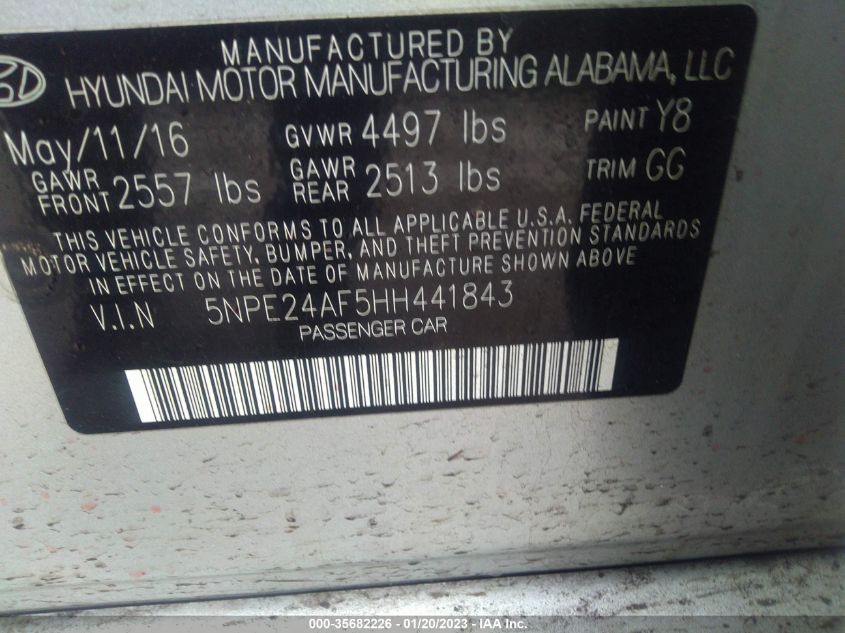 MANUFACTURED BY
HYUNDAI MOTOR MANUFACTURING ALABAMA, LLC
May/11/16 GVWR 4497 lbs PAINT Y8
GAWR FRONT 2557 lbs GAWR REAR 2513 lbs TRIM GG
THIS VEHICLE CONFORMS TO ALL APPLICABLE U.S.A. FEDERAL
MOTOR VEHICLE SAFETY, BUMPER, AND THEFT PREVENTION STANDARDS
IN EFFECT ON THE DATE OF MANUFACTURE SHOWN ABOVE
V.I.N 5NPE24AF5HH441843
PASSENGER CAR
000-35682226 - 01/20/2023 - © IAA Inc.